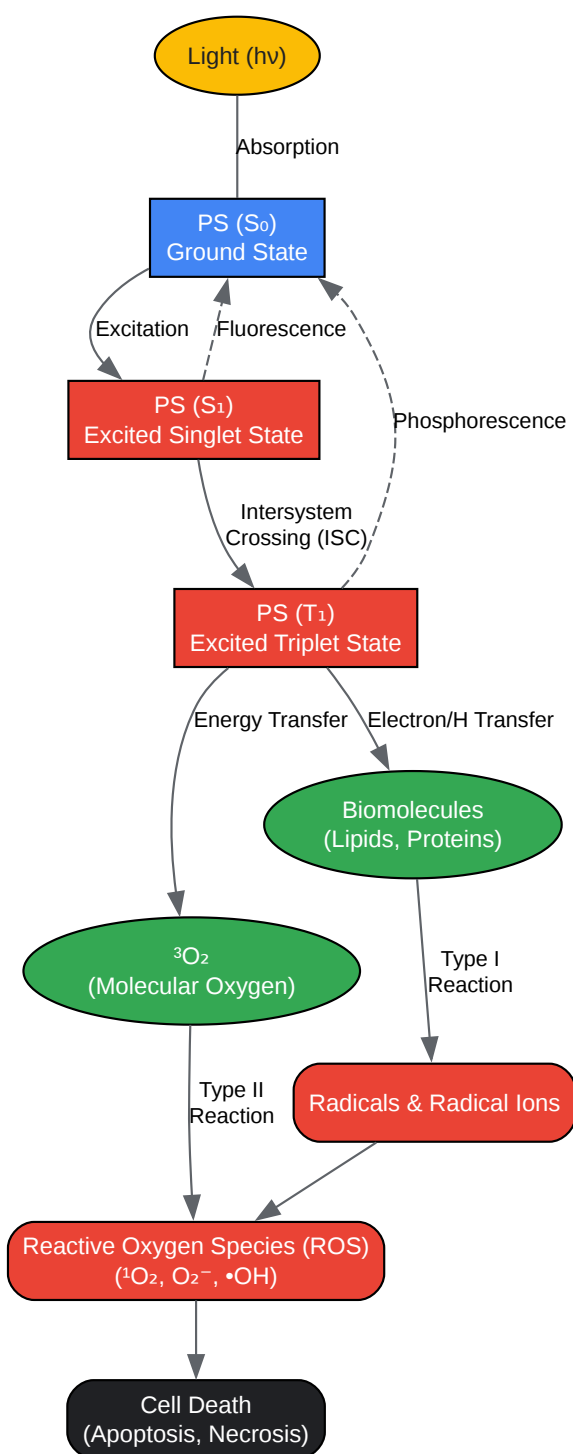 Light (hν)
Absorption
PS (S₀)
Ground State
Excitation
Fluorescence
PS (S₁)
Excited Singlet State
Phosphorescence
Intersystem
Crossing (ISC)
PS (T₁)
Excited Triplet State
Energy Transfer
Electron/H Transfer
Biomolecules
(Lipids, Proteins)
³O₂
(Molecular Oxygen)
Type I
Reaction
Type II
Reaction
Radicals & Radical Ions
Reactive Oxygen Species (ROS)
(¹O₂, O₂⁻, •OH)
Cell Death
(Apoptosis, Necrosis)